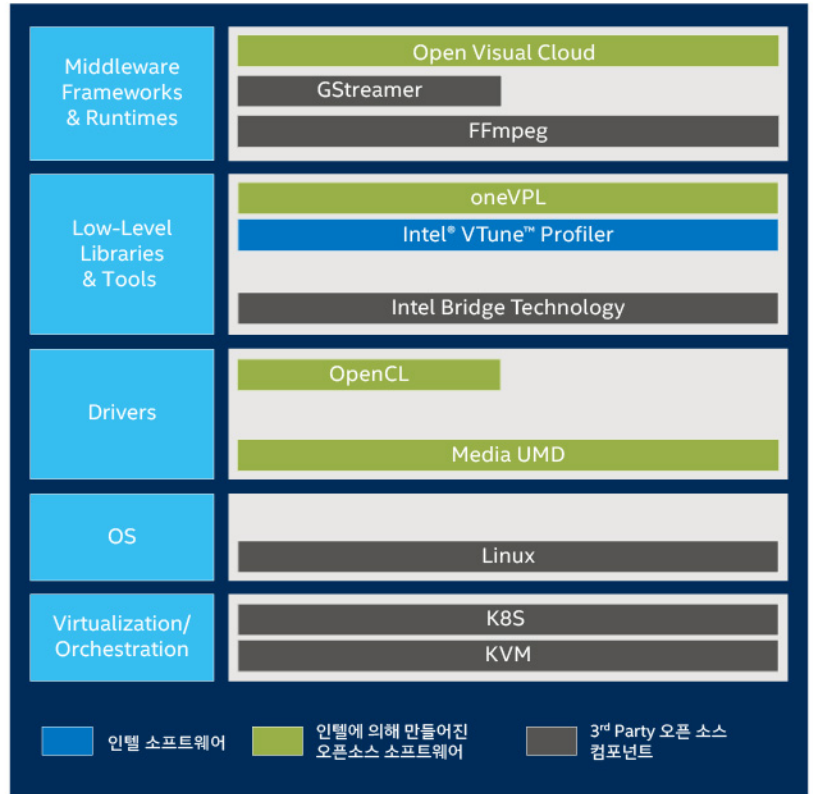 Middleware
Frameworks
& Runtimes
Open Visual Cloud
GStreamer
FFmpeg
Low-Level
Libraries
& Tools
oneVPL
Intel® VTune™ Profiler
Intel Bridge Technology
Drivers
OpenCL
Media UMD
OS
Linux
Virtualization/
Orchestration
K8S
KVM
인텔 소프트웨어
인텔에 의해 만들어진
오픈소스 소프트웨어
3rd Party 오픈 소스
컴포넌트